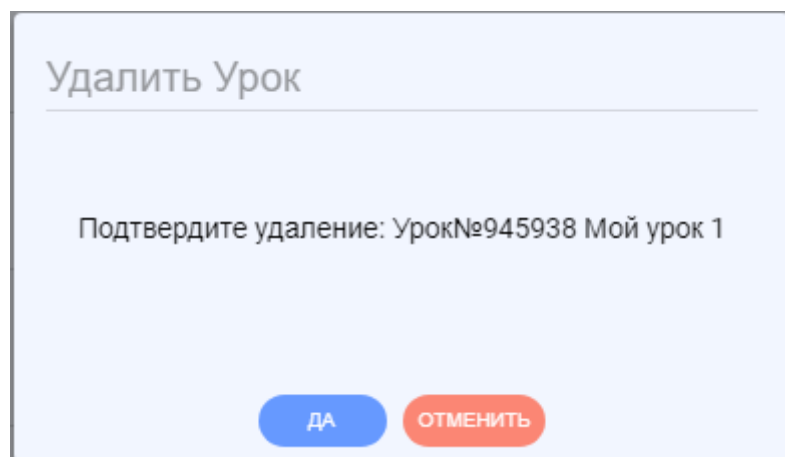 Удалить Урок
Подтвердите удаление: Урок№945938 Мой урок 1
ДА ОТМЕНИТЬ